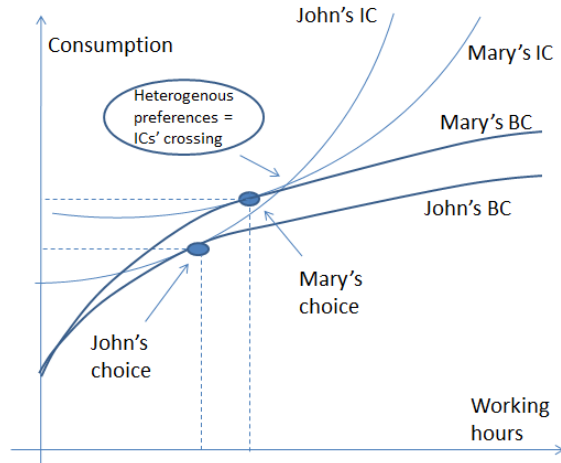 John's IC
Consumption
Mary's IC
Heterogenous
preferences =
ICs' crossing
Mary's BC
John's BC
Mary's
choice
John's
choice
Working
hours